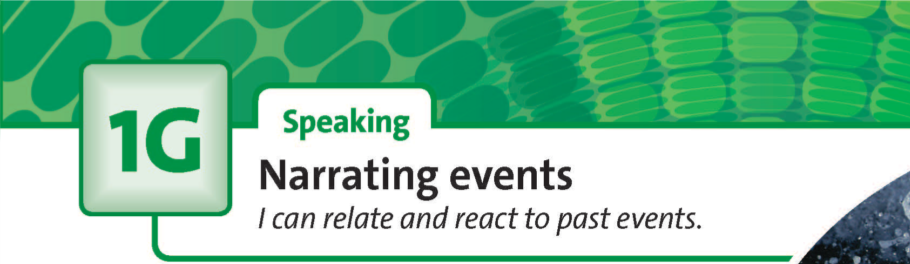 1G
Speaking
Narrating events
I can relate and react to past events.